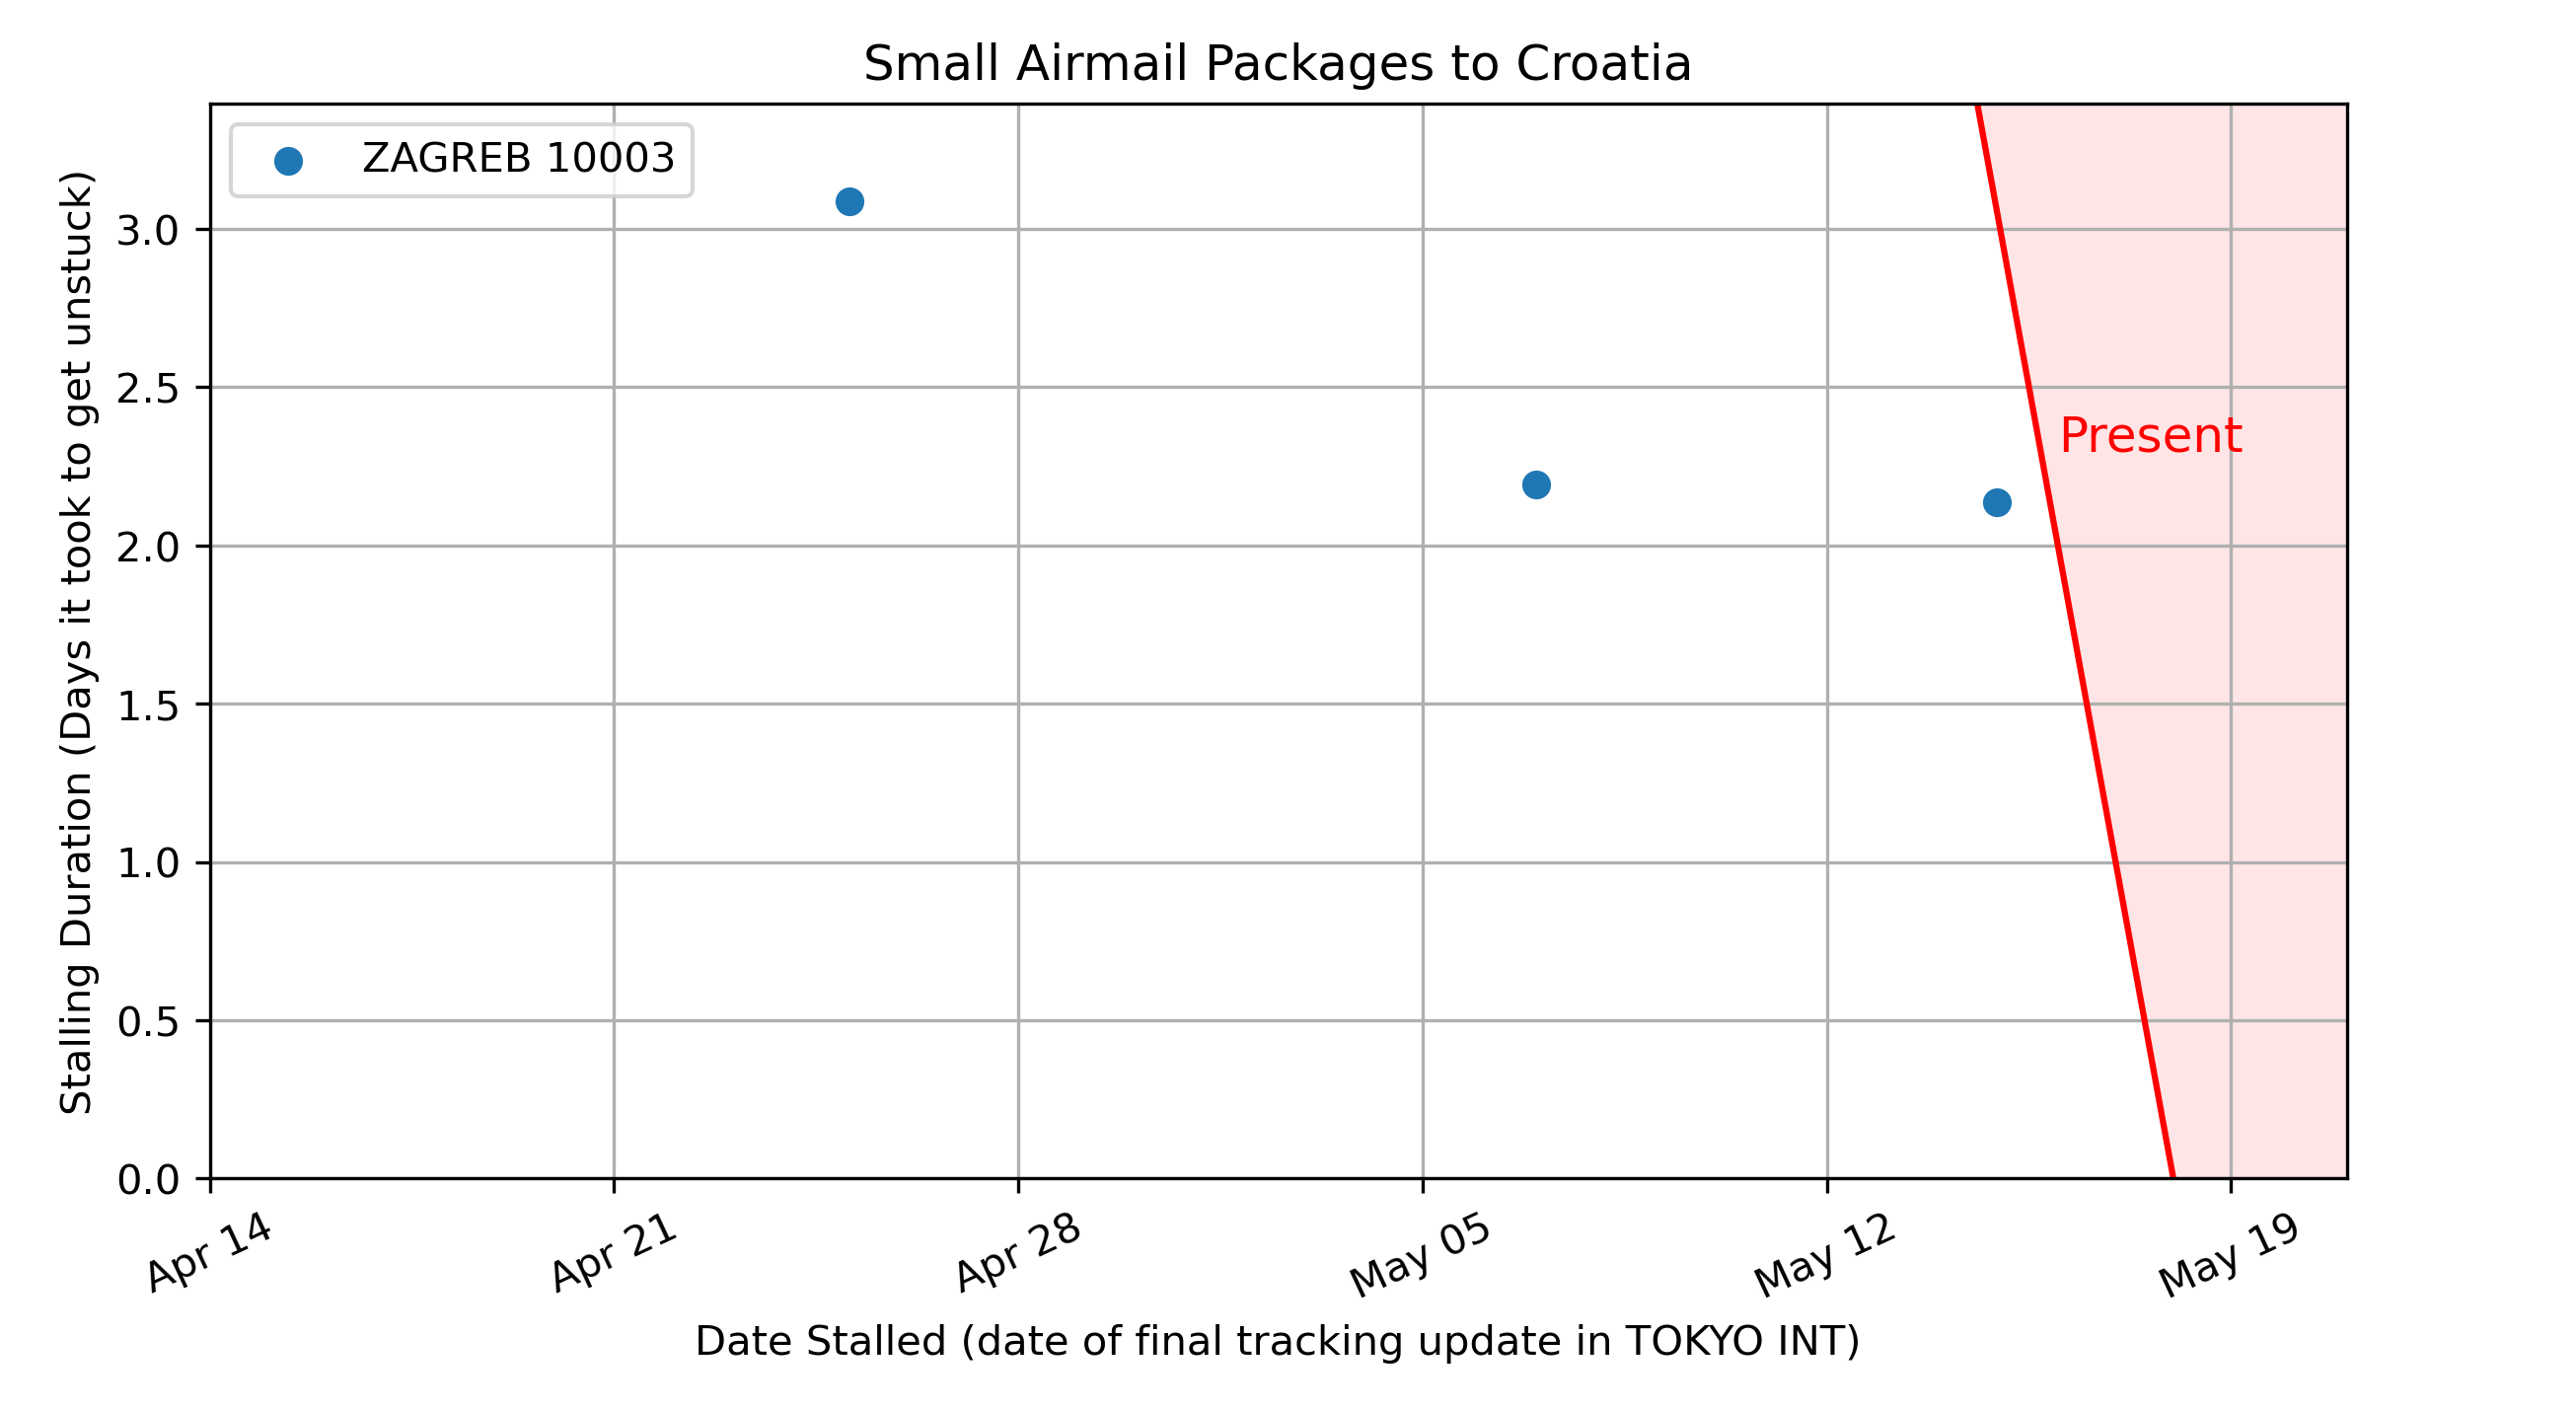 Small Airmail Packages to Croatia
ZAGREB 10003
Stalling Duration (Days it took to get unstuck)
3.0
2.5
2.0
1.5
1.0
0.5
0.0
Present
Apr 14
Apr 21
Apr 28
May 05
May 12
May 19
Date Stalled (date of final tracking update in TOKYO INT)